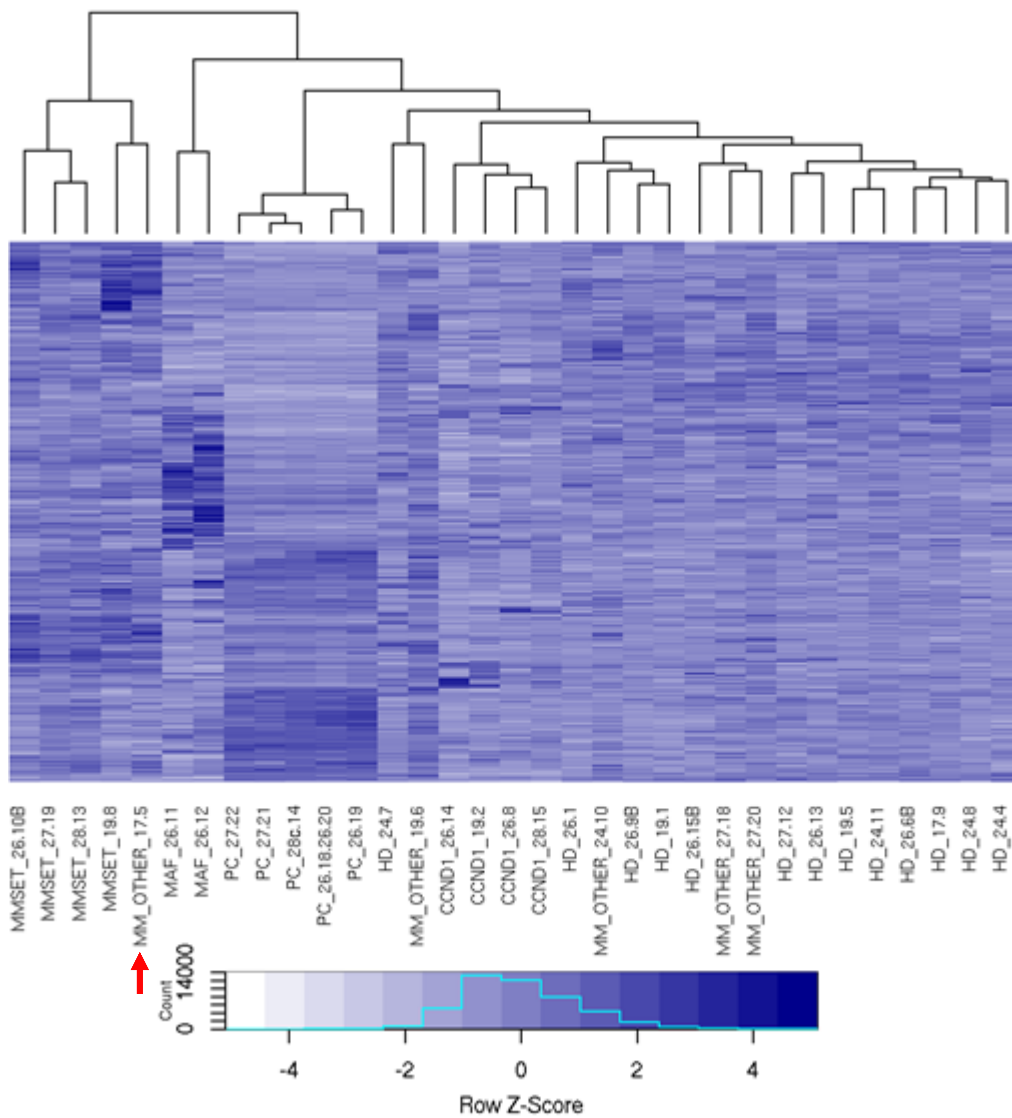 MMSET_26.10B
MMSET_27.19
MMSET_28.13
MMSET_19.8
MM_OTHER_17.5
MAF_26.11
MAF_26.12
PC_27.22
PC_27.21
PC_28c.14
PC_26.18.26.20
PC_26.19
HD_24.7
MM_OTHER_19.6
CCND1_26.14
CCND1_19.2
CCND1_26.8
CCND1_28.15
HD_26.1
MM_OTHER_24.10
HD_26.9B
HD_19.1
HD_26.15B
MM_OTHER_27.18
MM_OTHER_27.20
HD_27.12
HD_26.13
HD_19.5
HD_24.11
HD_26.6B
HD_17.9
HD_24.8
HD_24.4
Count
0 14000
-4 -2 0 2 4
Row Z-Score